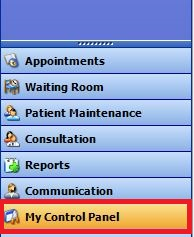 Appointments
Waiting Room
Patient Maintenance
Consultation
Reports
Communication
My Control Panel